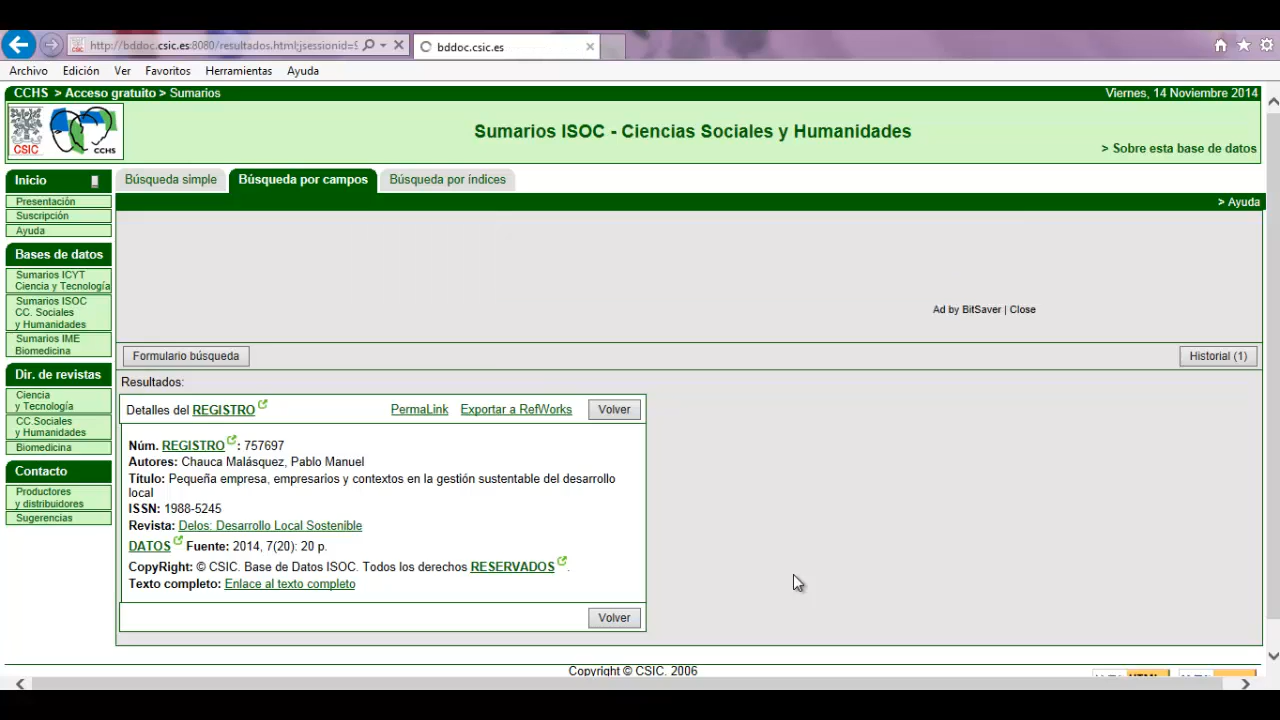 http://bddoc.csic.es:8080/resultados.html;jsessionid=
bddoc.csic.es
Archivo Edición Ver Favoritos Herramientas Ayuda
CCHS > Acceso gratuito > Sumarios
Viernes, 14 Noviembre 2014
CSIC
CCHS
Sumarios ISOC - Ciencias Sociales y Humanidades
> Sobre esta base de datos
Inicio
Presentación
Suscripción
Ayuda
Bases de datos
Sumarios ICYT
Ciencia y Tecnología
Sumarios ISOC
CC. Sociales
y Humanidades
Sumarios IME
Biomedicina
Dir. de revistas
Ciencia
y Tecnología
CC.Sociales
y Humanidades
Biomedicina
Contacto
Productores
y distribuidores
Sugerencias
Búsqueda simple Búsqueda por campos Búsqueda por índices
> Ayuda
Ad by BitSaver | Close
Formulario búsqueda
Historial (1)
Resultados:
Detalles del REGISTRO PermaLink Exportar a RefWorks Volver
Núm. REGISTRO : 757697
Autores: Chauca Malásquez, Pablo Manuel
Título: Pequeña empresa, empresarios y contextos en la gestión sustentable del desarrollo
local
ISSN: 1988-5245
Revista: Delos: Desarrollo Local Sostenible
DATOS Fuente: 2014, 7(20): 20 p.
CopyRight: © CSIC. Base de Datos ISOC. Todos los derechos RESERVADOS .
Texto completo: Enlace al texto completo
Volver
Copyright © CSIC. 2006